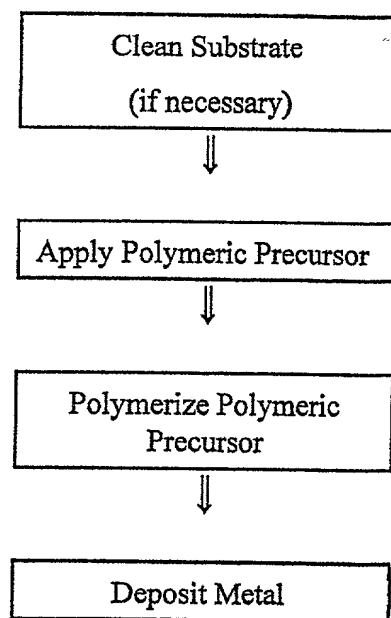 Clean Substrate
(if necessary)
⇓
Apply Polymeric Precursor
⇓
Polymerize Polymeric
Precursor
⇓
Deposit Metal